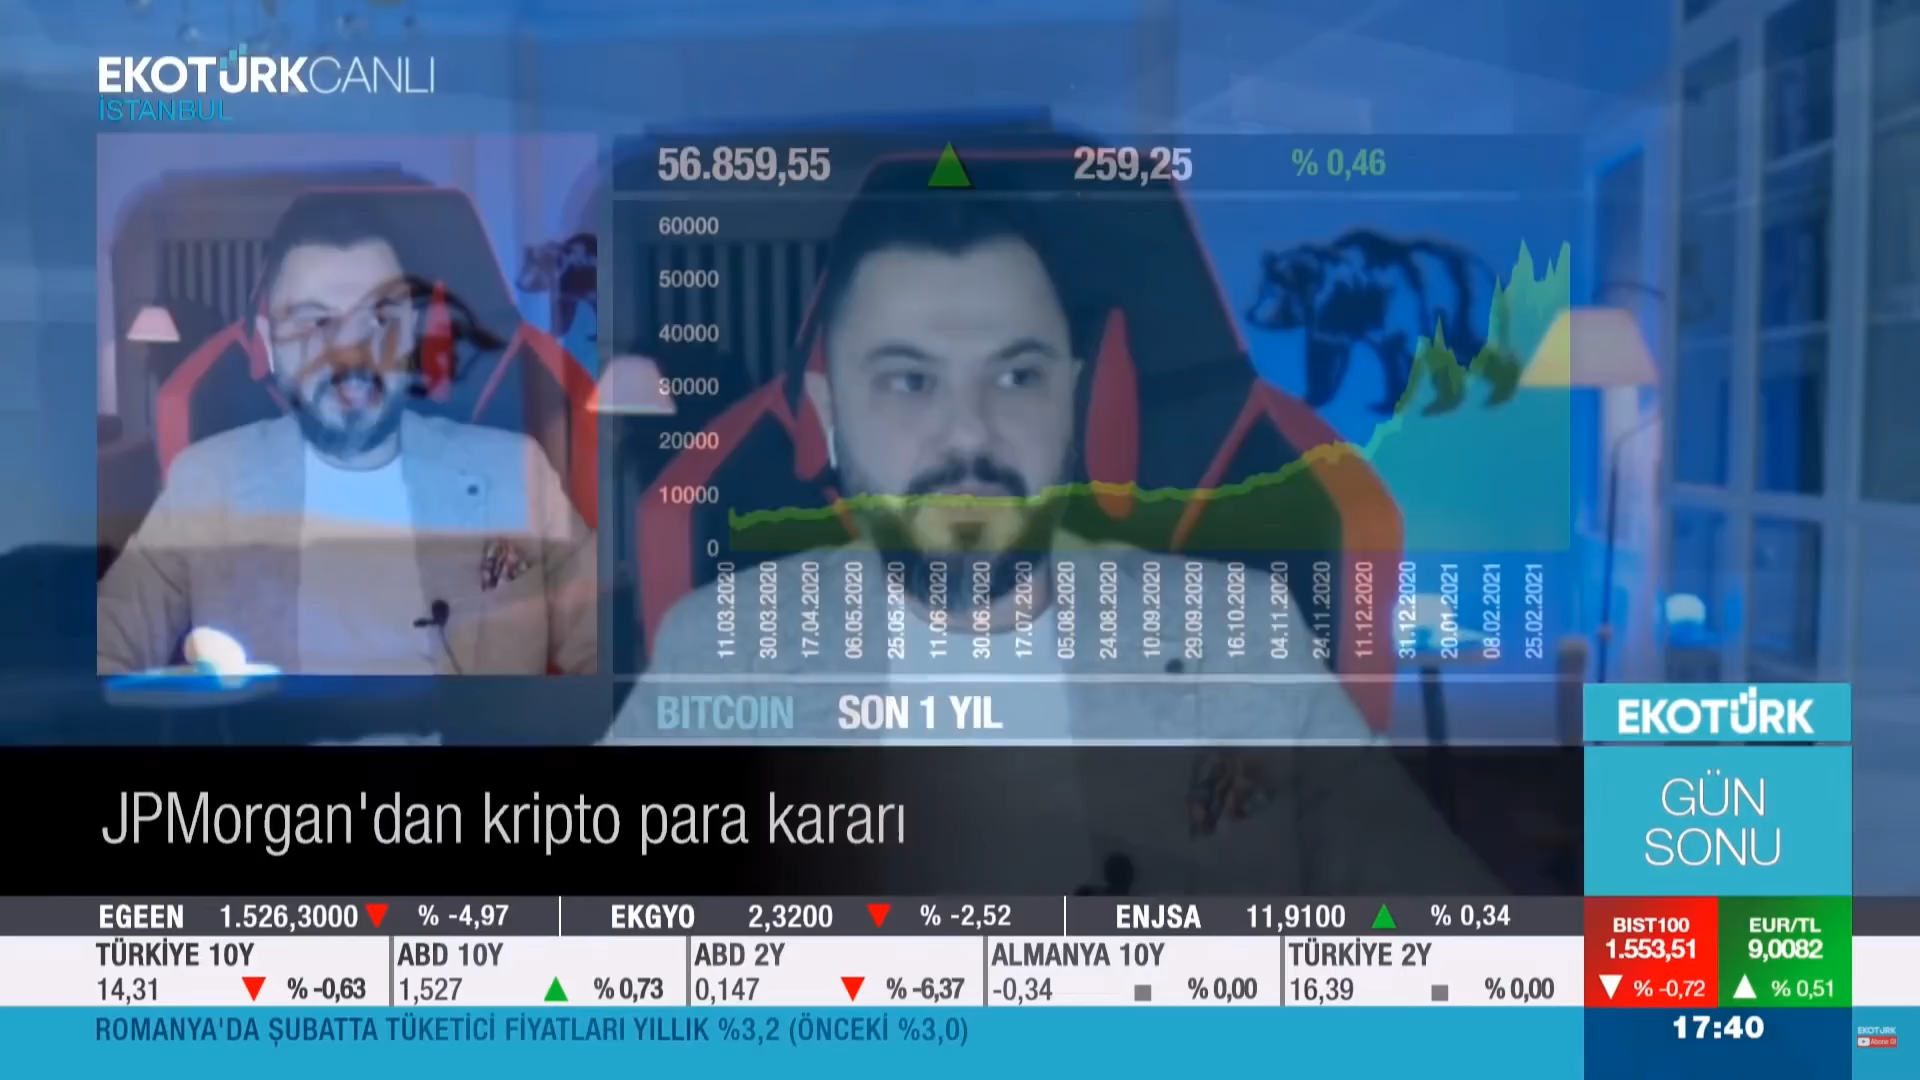 EKOTÜRKCANLI
İSTANBUL
56.859,55 259,25 % 0,46
60000
50000
40000
30000
20000
10000
0
11.03.2020 30.03.2020 17.04.2020 06.05.2020 25.05.2020 11.06.2020 30.06.2020 17.07.2020 05.08.2020 24.08.2020 10.09.2020 29.09.2020 16.10.2020 04.11.2020 24.11.2020 11.12.2020 31.12.2020 20.01.2021 08.02.2021 25.02.2021
BITCOIN SON 1 YIL
EKOTÜRK
GÜN
SONU
JPMorgan'dan kripto para kararı
EGEEN 1.526,3000 % -4,97 EKGYO 2,3200 % -2,52 ENJSA 11,9100 % 0,34
TÜRKİYE 10Y ABD 10Y ABD 2Y ALMANYA 10Y TÜRKİYE 2Y
14,31 % -0,63 1,527 % 0,73 0,147 % -6,37 -0,34 % 0,00 16,39 % 0,00
BIST100 EUR/TL
1.553,51 9,0082
% -0,72 % 0,51
ROMANYA'DA ŞUBATTA TÜKETİCİ FİYATLARI YILLIK %3,2 (ÖNCEKİ %3,0)
17:40
EKOTÜRK
Abone Ol